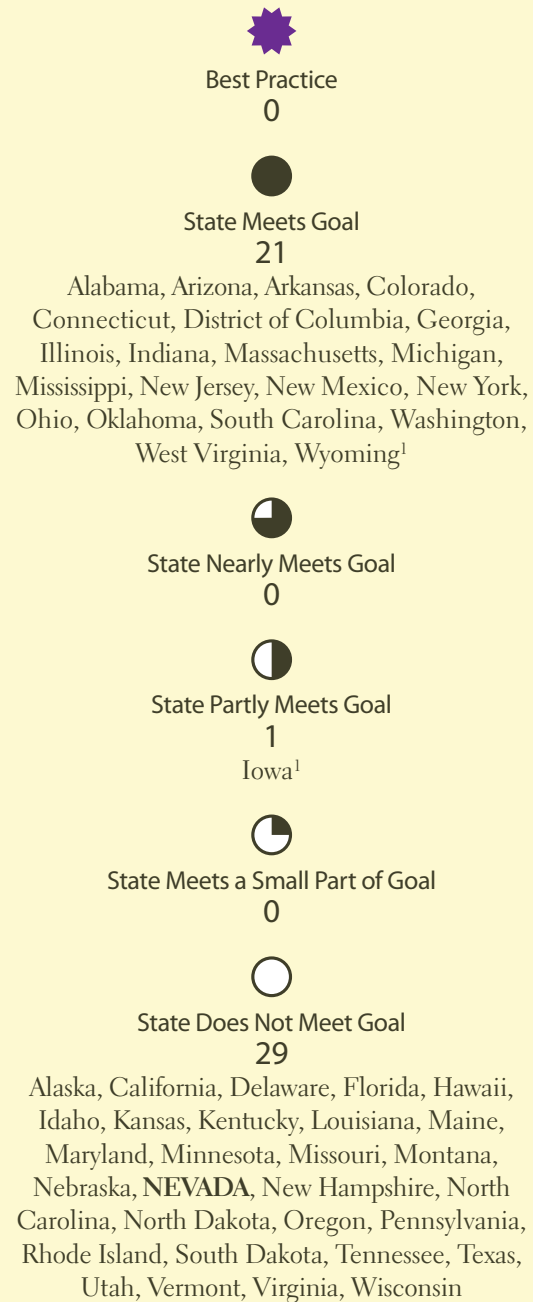 Best Practice
0
State Meets Goal
21
Alabama, Arizona, Arkansas, Colorado,
Connecticut, District of Columbia, Georgia,
Illinois, Indiana, Massachusetts, Michigan,
Mississippi, New Jersey, New Mexico, New York,
Ohio, Oklahoma, South Carolina, Washington,
West Virginia, Wyoming¹
State Nearly Meets Goal
0
State Partly Meets Goal
1
Iowa¹
State Meets a Small Part of Goal
0
State Does Not Meet Goal
29
Alaska, California, Delaware, Florida, Hawaii,
Idaho, Kansas, Kentucky, Louisiana, Maine,
Maryland, Minnesota, Missouri, Montana,
Nebraska, NEVADA, New Hampshire, North
Carolina, North Dakota, Oregon, Pennsylvania,
Rhode Island, South Dakota, Tennessee, Texas,
Utah, Vermont, Virginia, Wisconsin